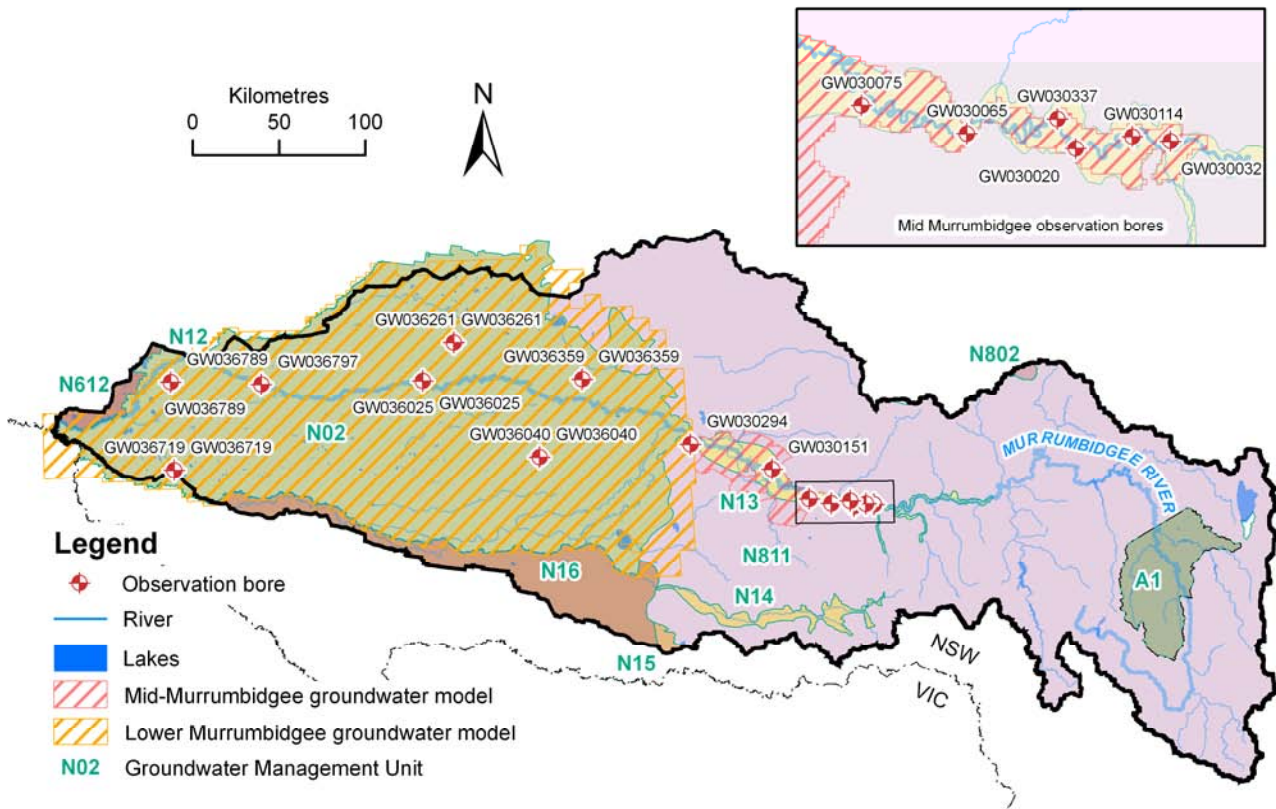 Kilometres
0 50 100
N
GW030075
GW030065
GW030337
GW030114
GW030020
GW030032
Mid Murrumbidgee observation bores
N12
N612
GW036261 GW036261
GW036789 GW036797
GW036359 GW036359
GW036789
GW036025 GW036025
N02
GW036719 GW036719
GW036040 GW036040
GW030294
GW030151
N802
MURRUMBIDGEE RIVER
N13
N811
N16
N14
A1
N15
NSW
VIC
Legend
Observation bore
River
Lakes
Mid-Murrumbidgee groundwater model
Lower Murrumbidgee groundwater model
N02 Groundwater Management Unit